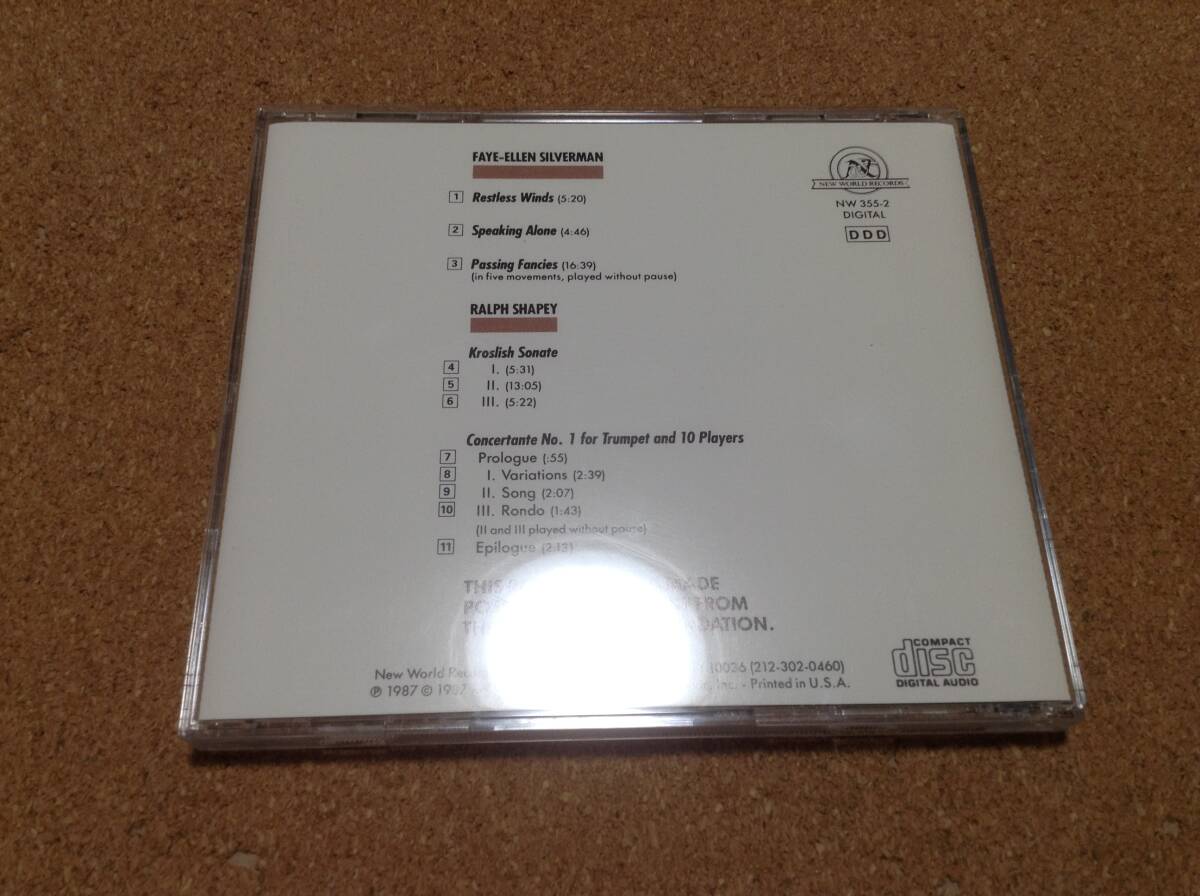 FAYE-ELLEN SILVERMAN
1 Restless Winds (5:20)
2 Speaking Alone (4:46)
3 Passing Fancies (16:39)
(in five movements, played without pause)
RALPH SHAPEY
Kroslish Sonate
4 I. (5:31)
5 II. (13:05)
6 III. (5:22)
Concertante No. 1 for Trumpet and 10 Players
7 Prologue (:55)
8 I. Variations (2:39)
9 II. Song (2:07)
10 III. Rondo (1:43)
(II and III played without pause)
11 Epilogue (2:13)
THIS MADE
FROM
New World 10036 (212-302-0460)
℗ 1987 © Inc. - Printed in U.S.A.
NEW WORLD RECORDS
NW 355-2
DIGITAL
DDD
COMPACT
disc
DIGITAL AUDIO